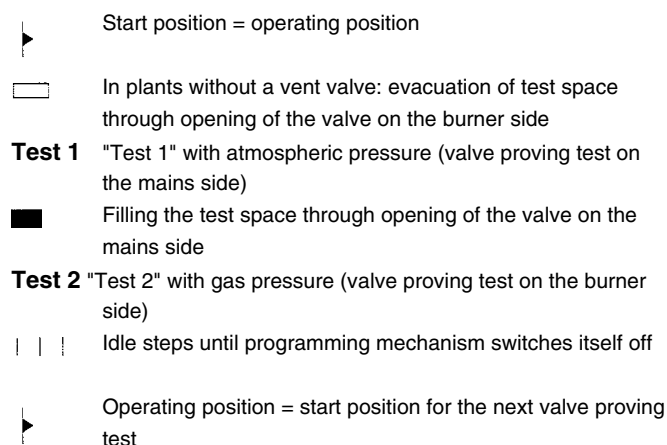 Start position = operating position
In plants without a vent valve: evacuation of test space
through opening of the valve on the burner side
Test 1 "Test 1" with atmospheric pressure (valve proving test on
the mains side)
Filling the test space through opening of the valve on the
mains side
Test 2 "Test 2" with gas pressure (valve proving test on the burner
side)
Idle steps until programming mechanism switches itself off
Operating position = start position for the next valve proving
test